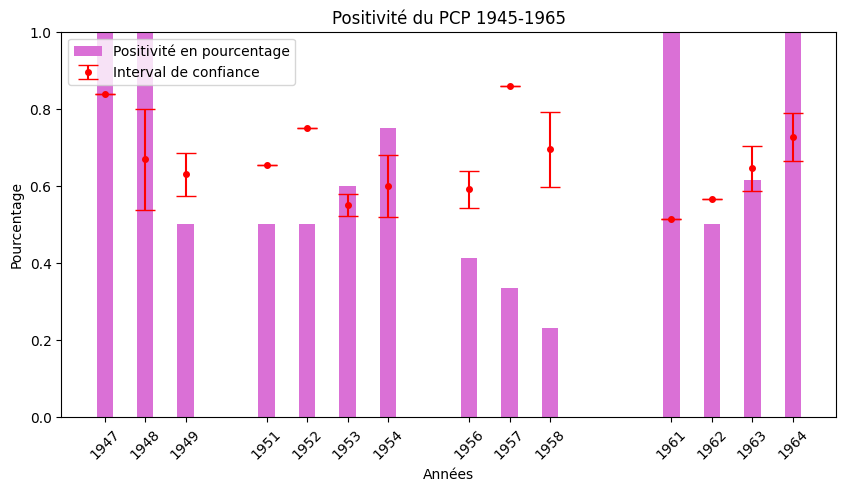 Positivité du PCP 1945-1965
Positivité en pourcentage
Interval de confiance
Pourcentage
1.0
0.8
0.6
0.4
0.2
0.0
1947 1948 1949 1951 1952 1953 1954 1956 1957 1958 1961 1962 1963 1964
Années